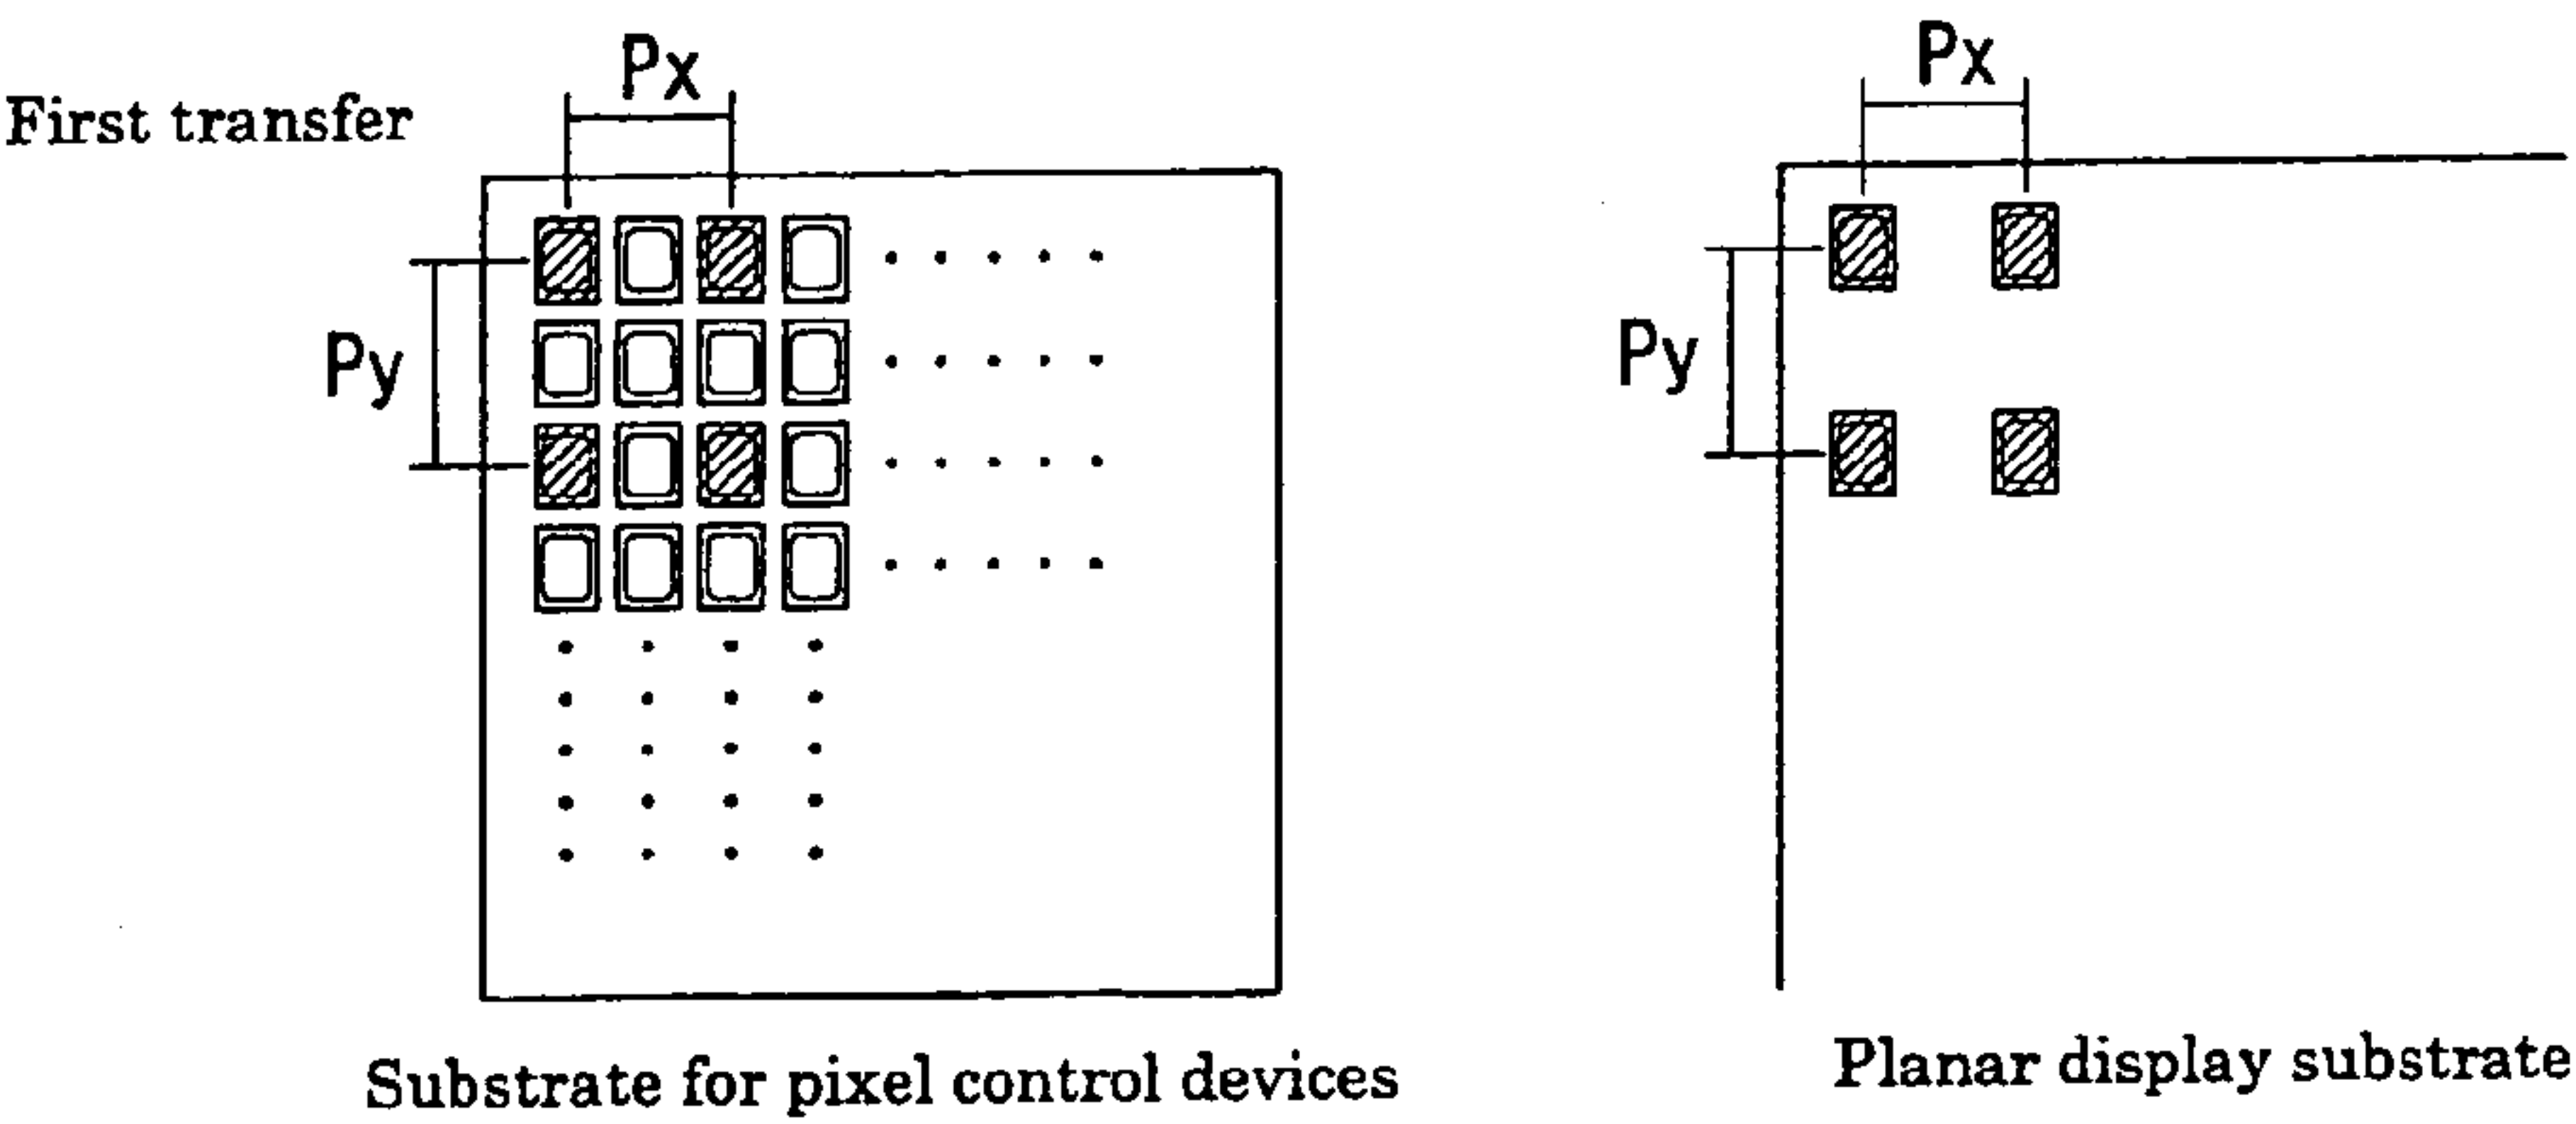 Px
Px
First transfer
Py
Py
Substrate for pixel control devices
Planar display substrate